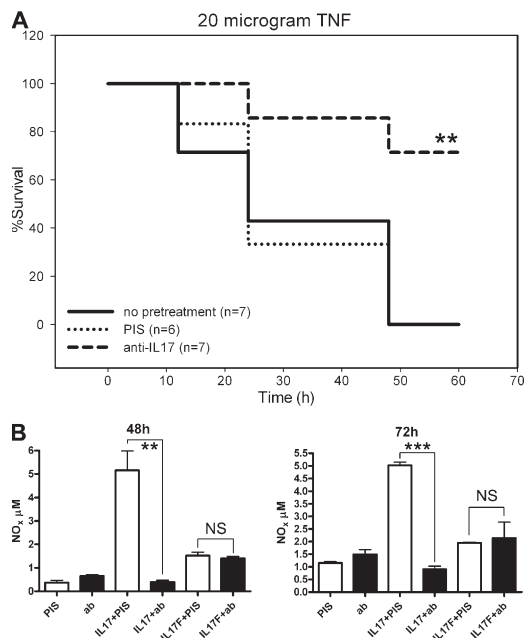 A
20 microgram TNF
%Survival
120
100
80
60
40
20
0
**
no pretreatment (n=7)
PIS (n=6)
anti-IL17 (n=7)
0 10 20 30 40 50 60 70
Time (h)
B
48h
NOx µM
6
5
4
3
2
1
0
**
NS
PIS ab IL17+PIS IL17+ab IL17F+PIS IL17F+ab
72h
NOx µM
5.5
5.0
4.5
4.0
3.5
3.0
2.5
2.0
1.5
1.0
0.5
0.0
***
NS
PIS ab IL17+PIS IL17+ab IL17F+PIS IL17F+ab